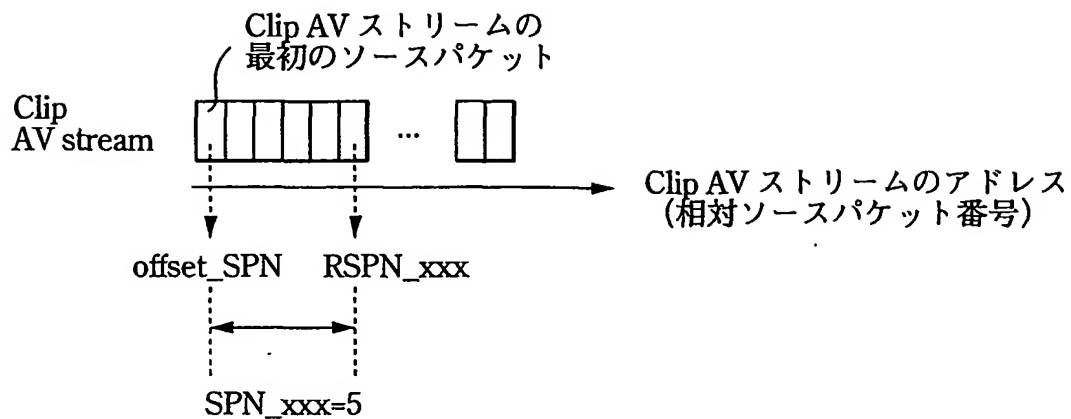 Clip AV ストリームの
最初のソースパケット
Clip
AV stream
...
Clip AV ストリームのアドレス
(相対ソースパケット番号)
offset_SPN RSPN_xxx
SPN_xxx=5